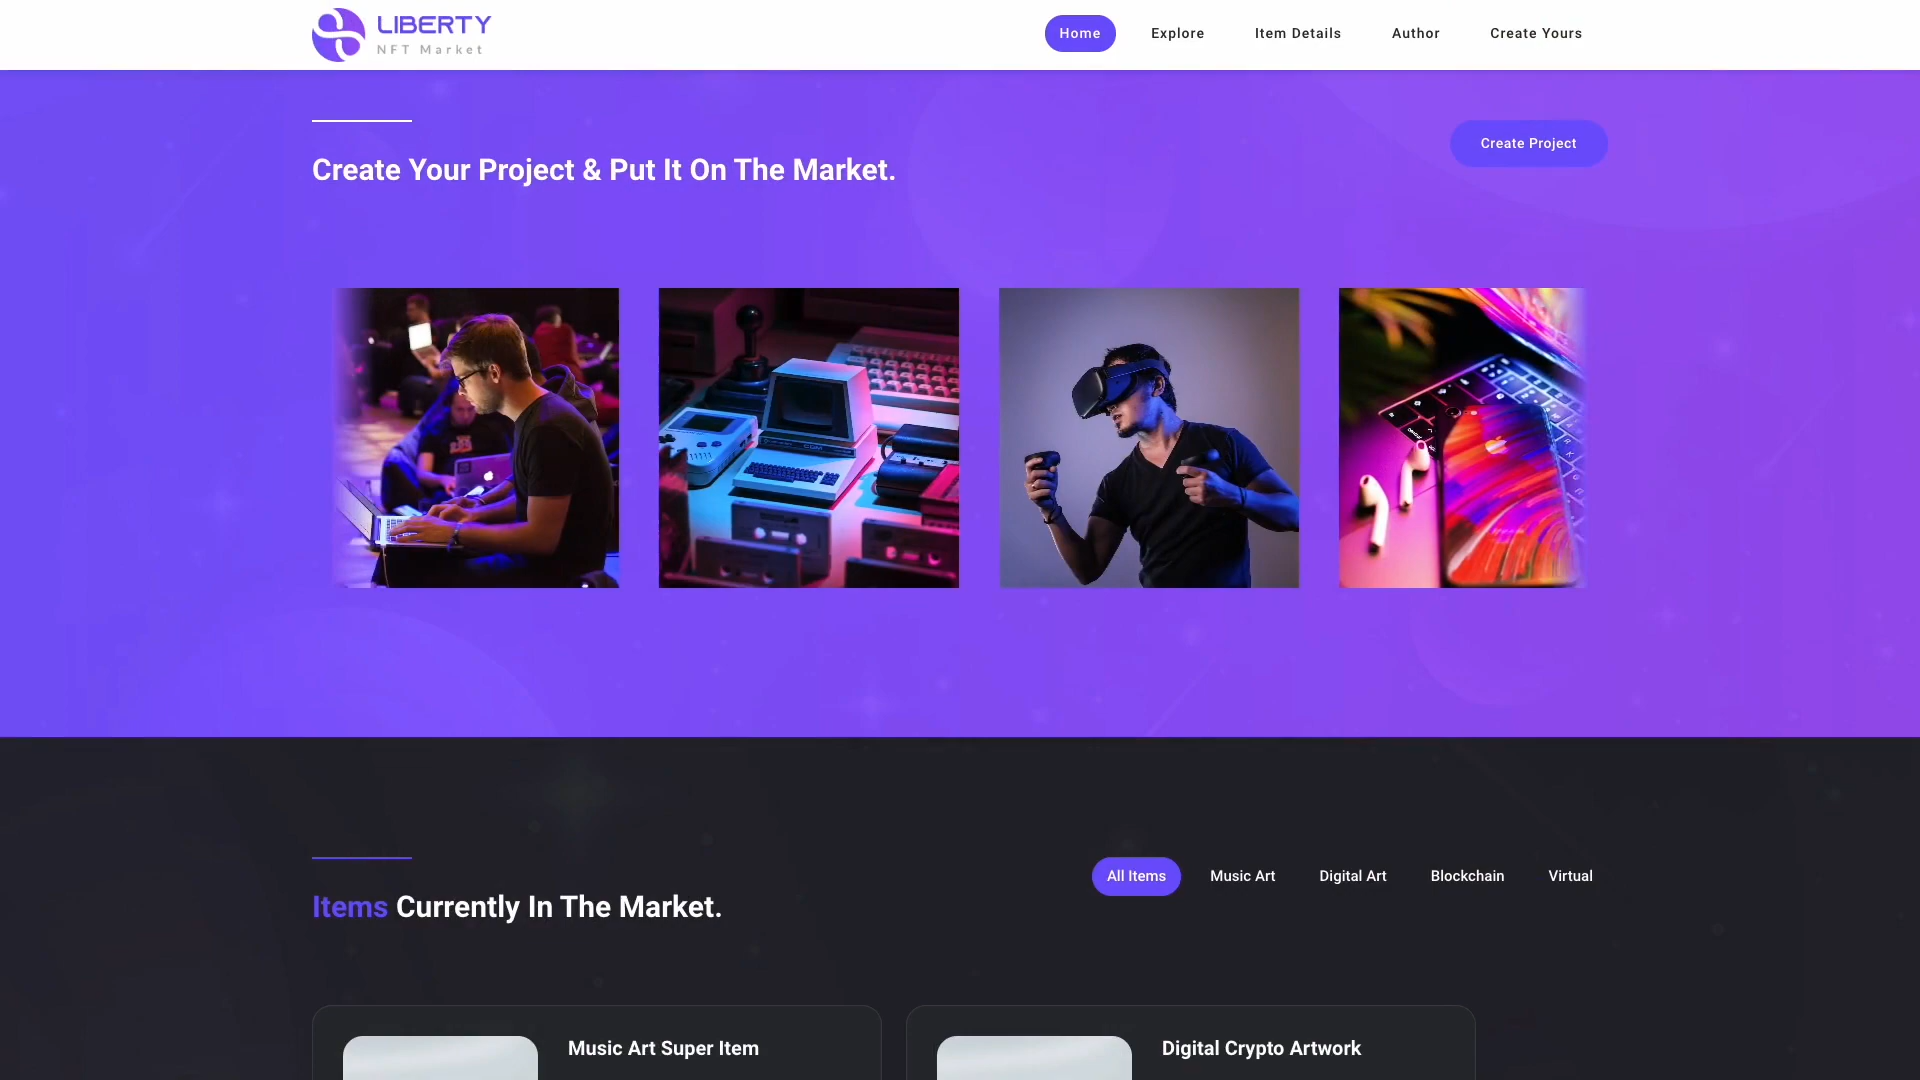 LIBERTY
NFT Market
Home
Explore
Item Details
Author
Create Yours
Create Your Project & Put It On The Market.
Create Project
Items Currently In The Market.
All Items
Music Art
Digital Art
Blockchain
Virtual
Music Art Super Item
Digital Crypto Artwork